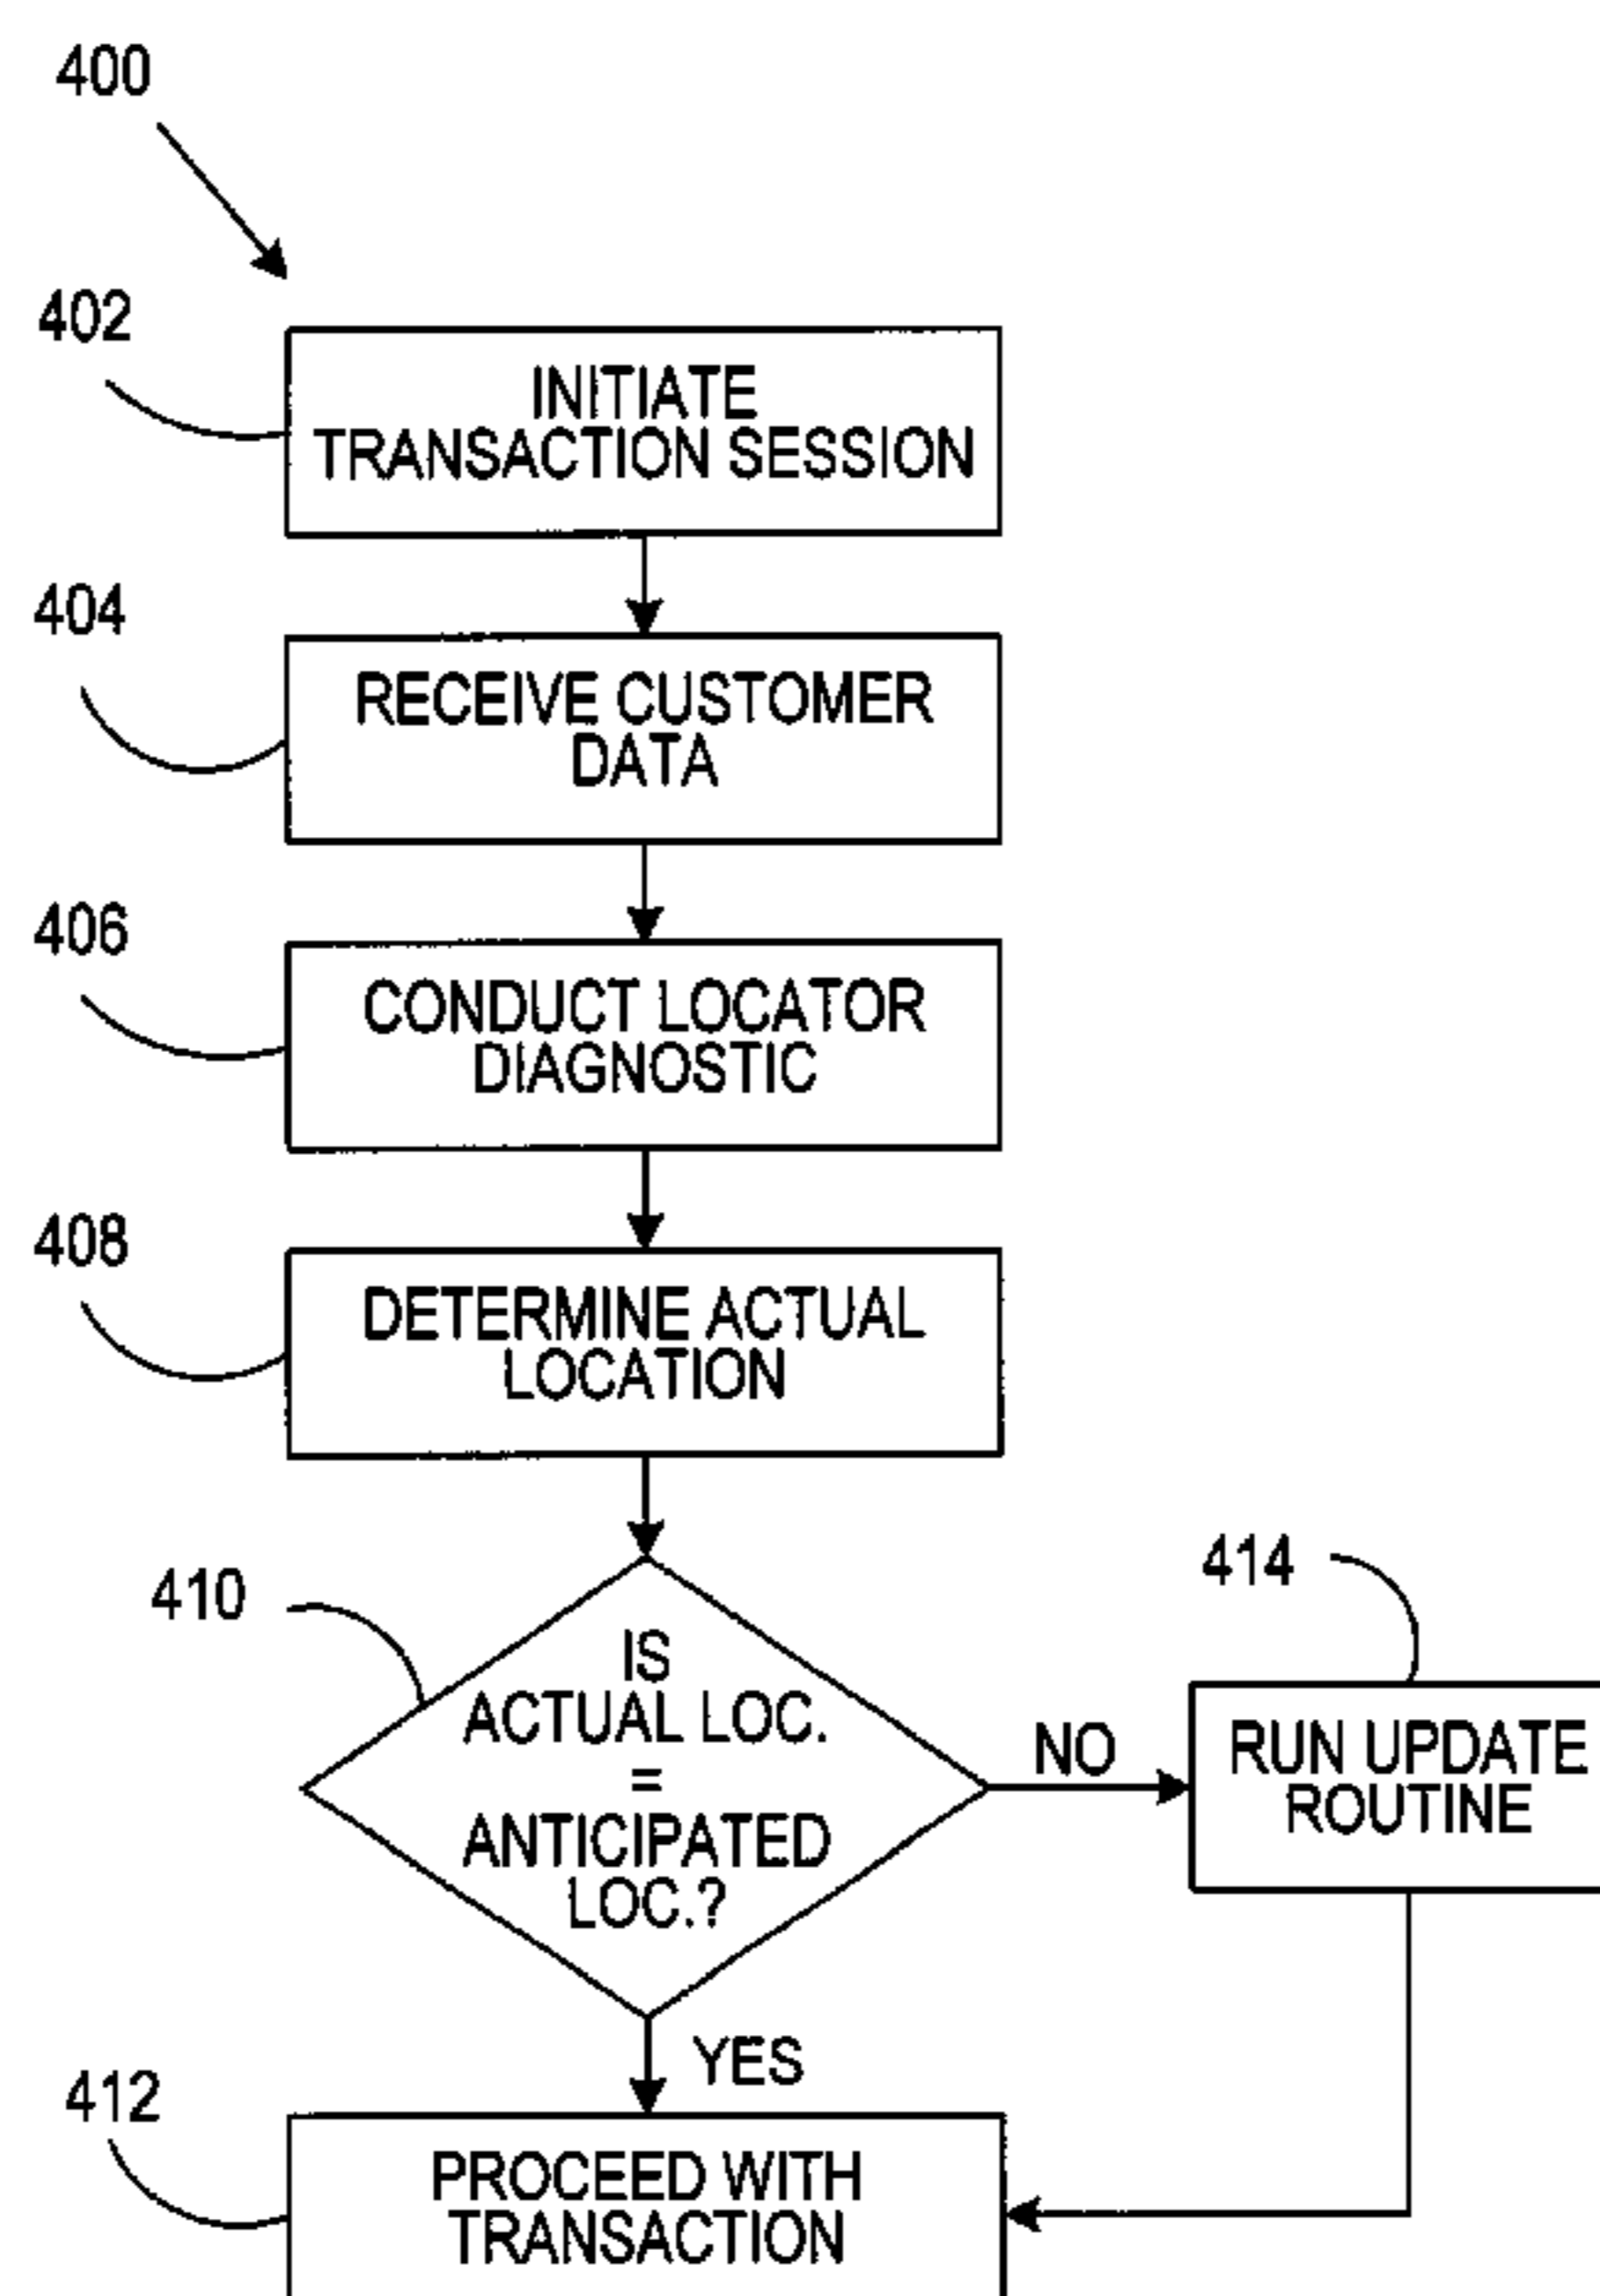 400
402
INITIATE
TRANSACTION SESSION
404
RECEIVE CUSTOMER
DATA
406
CONDUCT LOCATOR
DIAGNOSTIC
408
DETERMINE ACTUAL
LOCATION
410
IS
ACTUAL LOC.
=
ANTICIPATED
LOC.?
NO
414
RUN UPDATE
ROUTINE
YES
412
PROCEED WITH
TRANSACTION